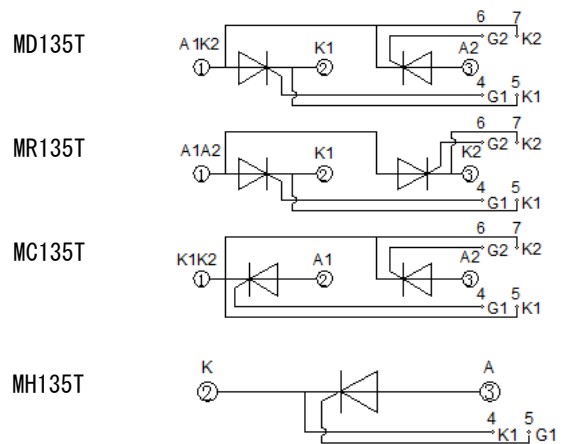 MD135T
6 7
A1K2 K1 A2 G2 K2
① ② ③
4 5
G1 K1
MR135T
6 7
A1A2 K1 K2 G2 K2
① ② ③
4 5
G1 K1
MC135T
6 7
K1K2 A1 A2 G2 K2
① ② ③
4 5
G1 K1
MH135T
K A
② ③
4 5
K1 G1